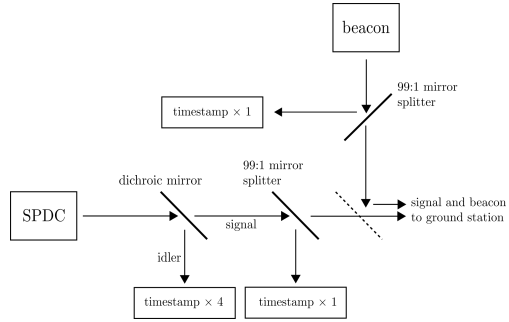 beacon
99:1 mirror
splitter
timestamp × 1
99:1 mirror
splitter
dichroic mirror
signal and beacon
to ground station
SPDC
signal
idler
timestamp × 4
timestamp × 1